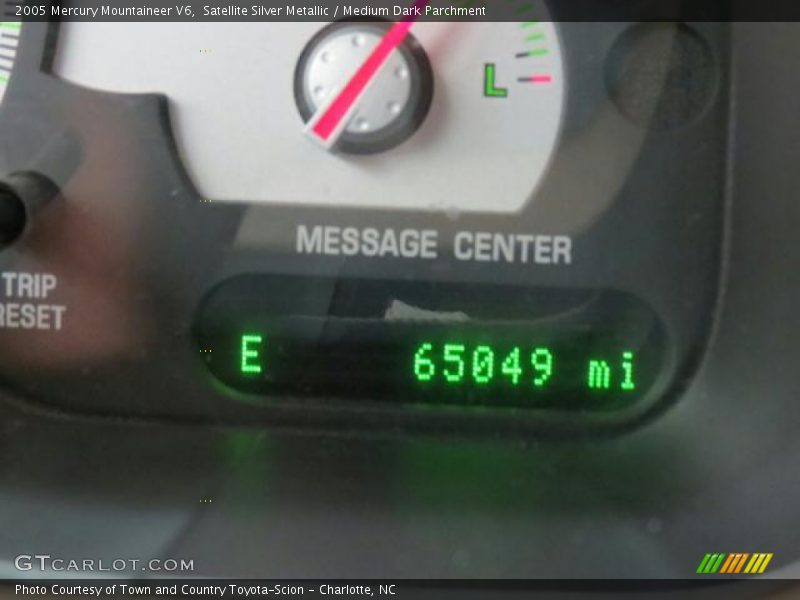 2005 Mercury Mountaineer V6,  Satellite Silver Metallic / Medium Dark Parchment
L
MESSAGE CENTER
TRIP
RESET
E 65049 mi
GTCARLOT.COM
Photo Courtesy of Town and Country Toyota-Scion - Charlotte, NC